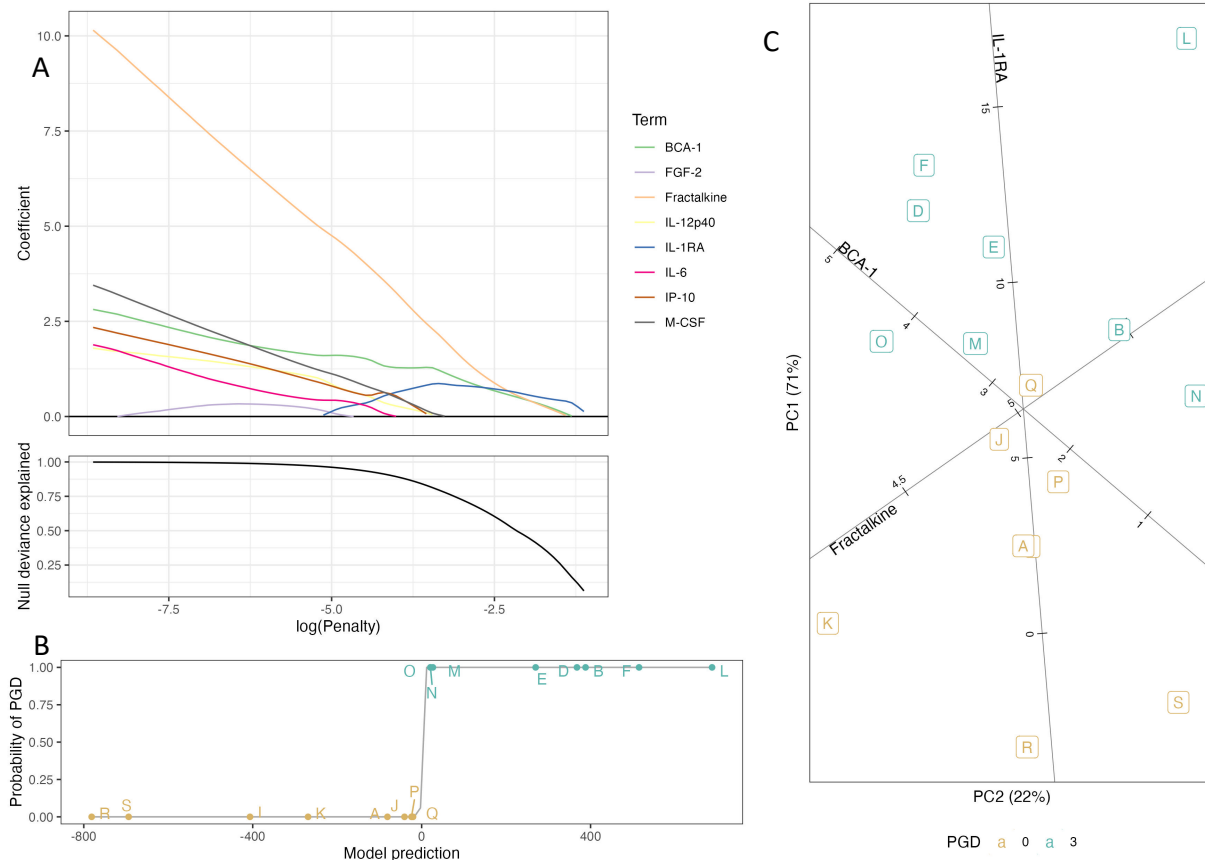 A
10.0
7.5
5.0
2.5
0.0
Coefficient
1.00
0.75
0.50
0.25
Null deviance explained
-7.5
-5.0
-2.5
log(Penalty)
Term
BCA-1
FGF-2
Fractalkine
IL-12p40
IL-1RA
IL-6
IP-10
M-CSF
B
1.00
0.75
0.50
0.25
0.00
Probability of PGD
O
N
M
E
D
B
F
L
R
S
I
K
A
J
P
Q
-800
-400
0
400
Model prediction
C
L
IL-1RA
15
F
D
E
BCA-1
5
10
4
O
M
B
3
Q
N
5
J
2
5
P
4.5
1
Fractalkine
A
K
0
S
R
PC1 (71%)
PC2 (22%)
PGD a 0 a 3